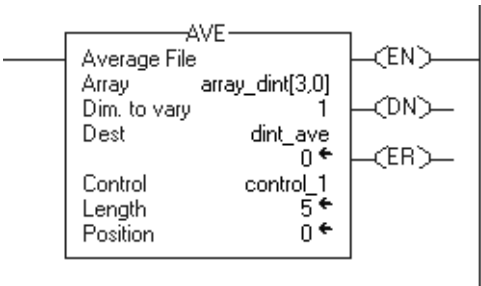 AVE
Average File
Array array_dint[3,0]
Dim. to vary 1
Dest dint_ave
0
Control control_1
Length 5
Position 0
EN
DN
ER